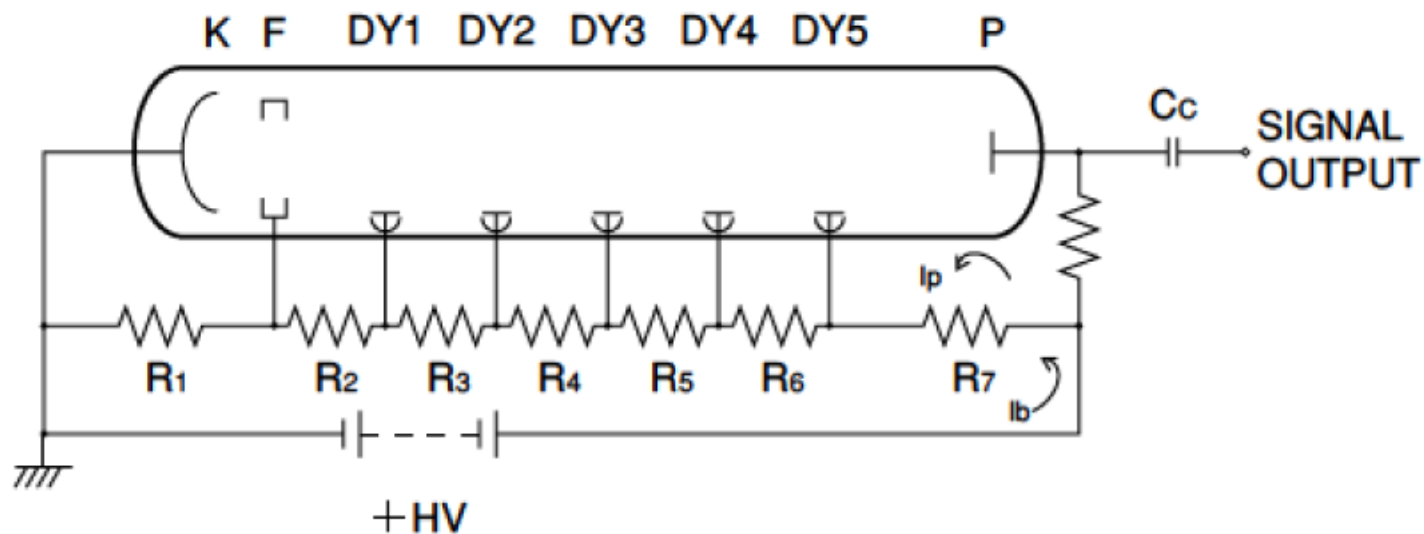 K F DY1 DY2 DY3 DY4 DY5 P
Cc
SIGNAL
OUTPUT
Ip
R1 R2 R3 R4 R5 R6 R7
Ib
+HV